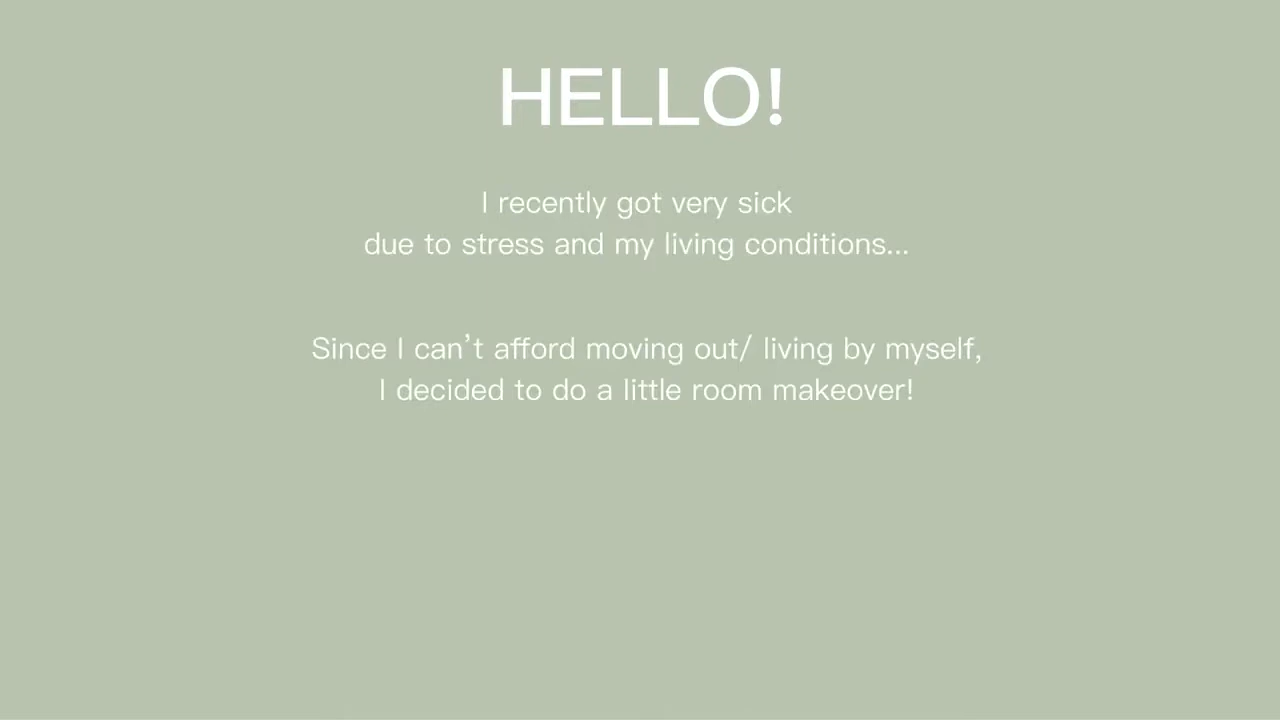 HELLO!
I recently got very sick
due to stress and my living conditions...
Since I can’t afford moving out/ living by myself,
I decided to do a little room makeover!